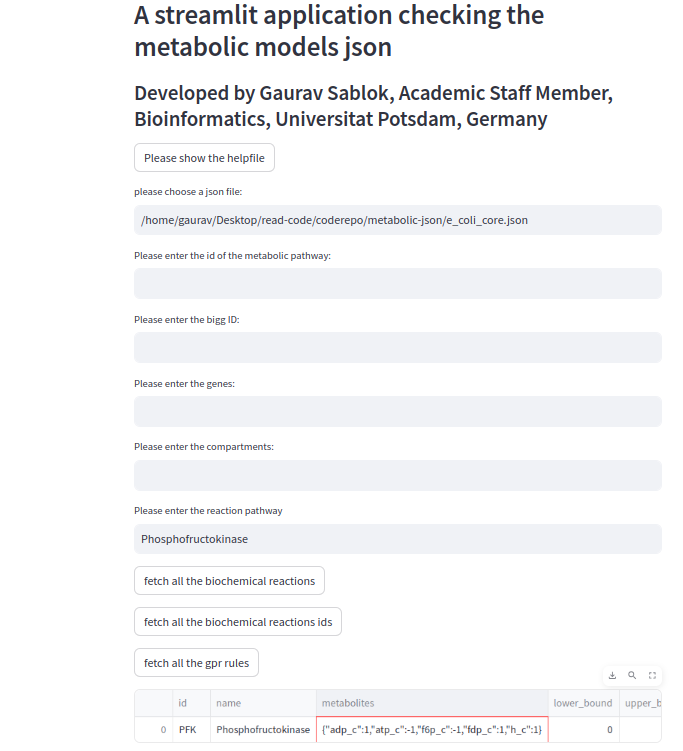 A streamlit application checking the
metabolic models json
Developed by Gaurav Sablok, Academic Staff Member,
Bioinformatics, Universitat Potsdam, Germany
Please show the helpfile
please choose a json file:
/home/gaurav/Desktop/read-code/coderepo/metabolic-json/e_coli_core.json
Please enter the id of the metabolic pathway:
Please enter the bigg ID:
Please enter the genes:
Please enter the compartments:
Please enter the reaction pathway
Phosphofructokinase
fetch all the biochemical reactions
fetch all the biochemical reactions ids
fetch all the gpr rules
id name metabolites lower_bound upper_b
0 PFK Phosphofructokinase {"adp_c":1,"atp_c":-1,"f6p_c":-1,"fdp_c":1,"h_c":1} 0